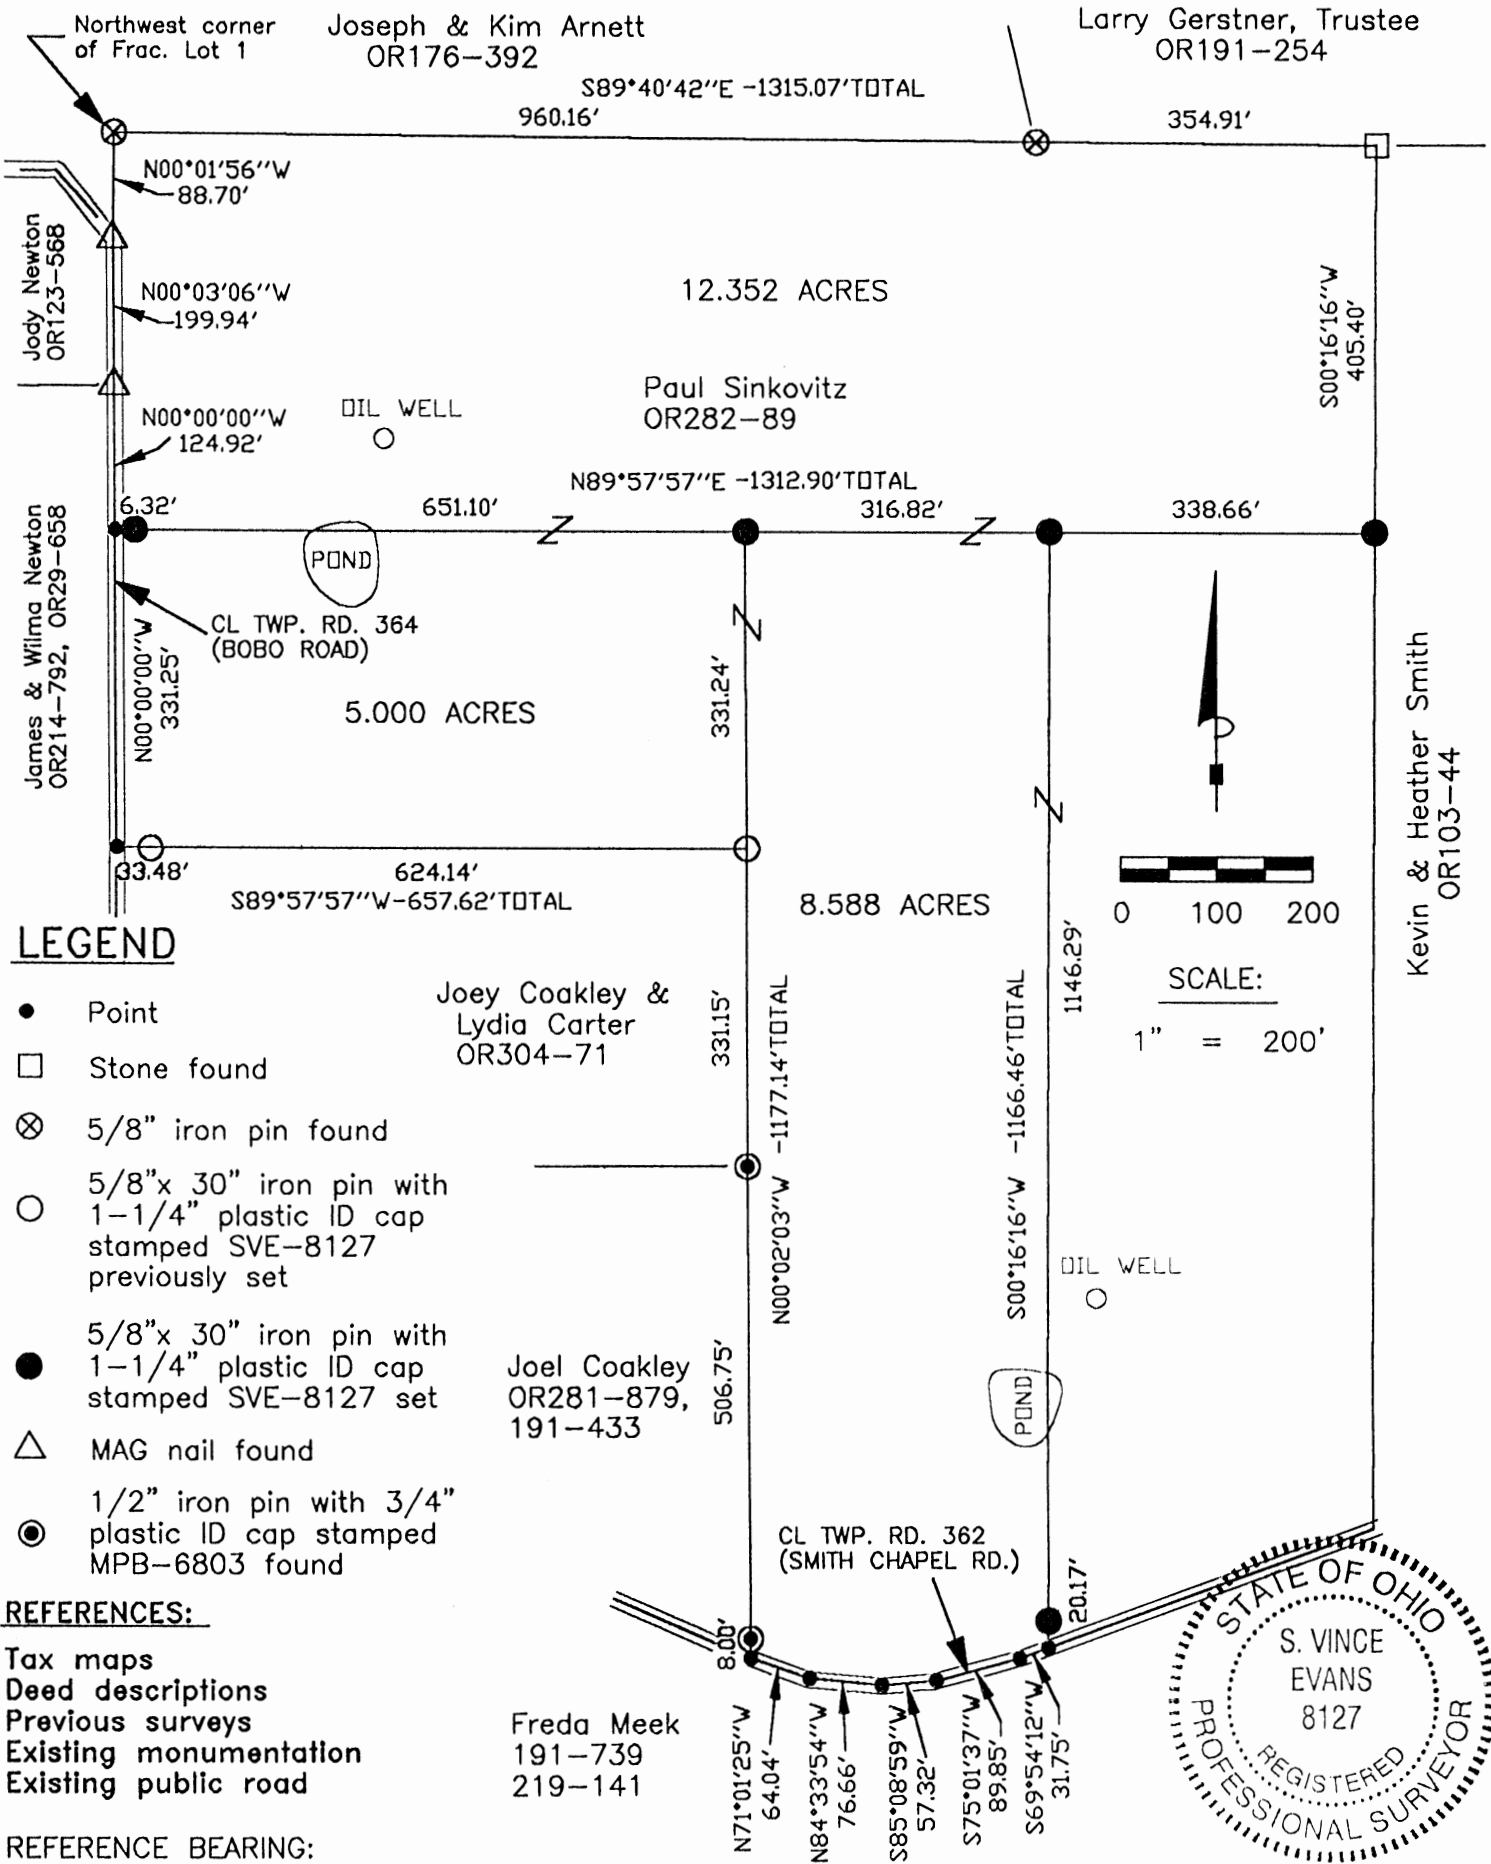 Northwest corner
of Frac. Lot 1
Joseph & Kim Arnett
OR176-392
Larry Gerstner, Trustee
OR191-254
S89°40'42"E -1315.07'TOTAL
960.16'
354.91'
N00°01'56"W
88.70'
Jody Newton
OR123-568
N00°03'06"W
199.94'
12.352 ACRES
S00°16'16"W
405.40'
Paul Sinkovitz
OR282-89
OIL WELL
N00°00'00"W
124.92'
N89°57'57"E -1312.90'TOTAL
6.32'
651.10'
316.82'
338.66'
POND
James & Wilma Newton
OR214-792, OR29-658
CL TWP. RD. 364
(BOBO ROAD)
N00°00'00"W
331.25'
331.24'
5.000 ACRES
Kevin & Heather Smith
OR103-44
33.48'
624.14'
S89°57'57"W-657.62'TOTAL
8.588 ACRES
0 100 200
SCALE:
1" = 200'
1146.29'
S00°16'16"W -1166.46'TOTAL
331.15'
N00°02'03"W -1177.14'TOTAL
Joey Coakley &
Lydia Carter
OR304-71
LEGEND
Point
Stone found
5/8" iron pin found
5/8"x 30" iron pin with
1-1/4" plastic ID cap
stamped SVE-8127
previously set
5/8"x 30" iron pin with
1-1/4" plastic ID cap
stamped SVE-8127 set
MAG nail found
1/2" iron pin with 3/4"
plastic ID cap stamped
MPB-6803 found
OIL WELL
POND
506.75'
Joel Coakley
OR281-879,
191-433
CL TWP. RD. 362
(SMITH CHAPEL RD.)
20.17'
8.00'
N71°01'25"W
64.04'
N84°33'54"W
76.66'
S85°08'59"W
57.32'
S75°01'37"W
89.85'
S69°54'12"W
31.75'
Freda Meek
191-739
219-141
REFERENCES:
Tax maps
Deed descriptions
Previous surveys
Existing monumentation
Existing public road
REFERENCE BEARING:
STATE OF OHIO
S. VINCE
EVANS
8127
REGISTERED
PROFESSIONAL SURVEYOR